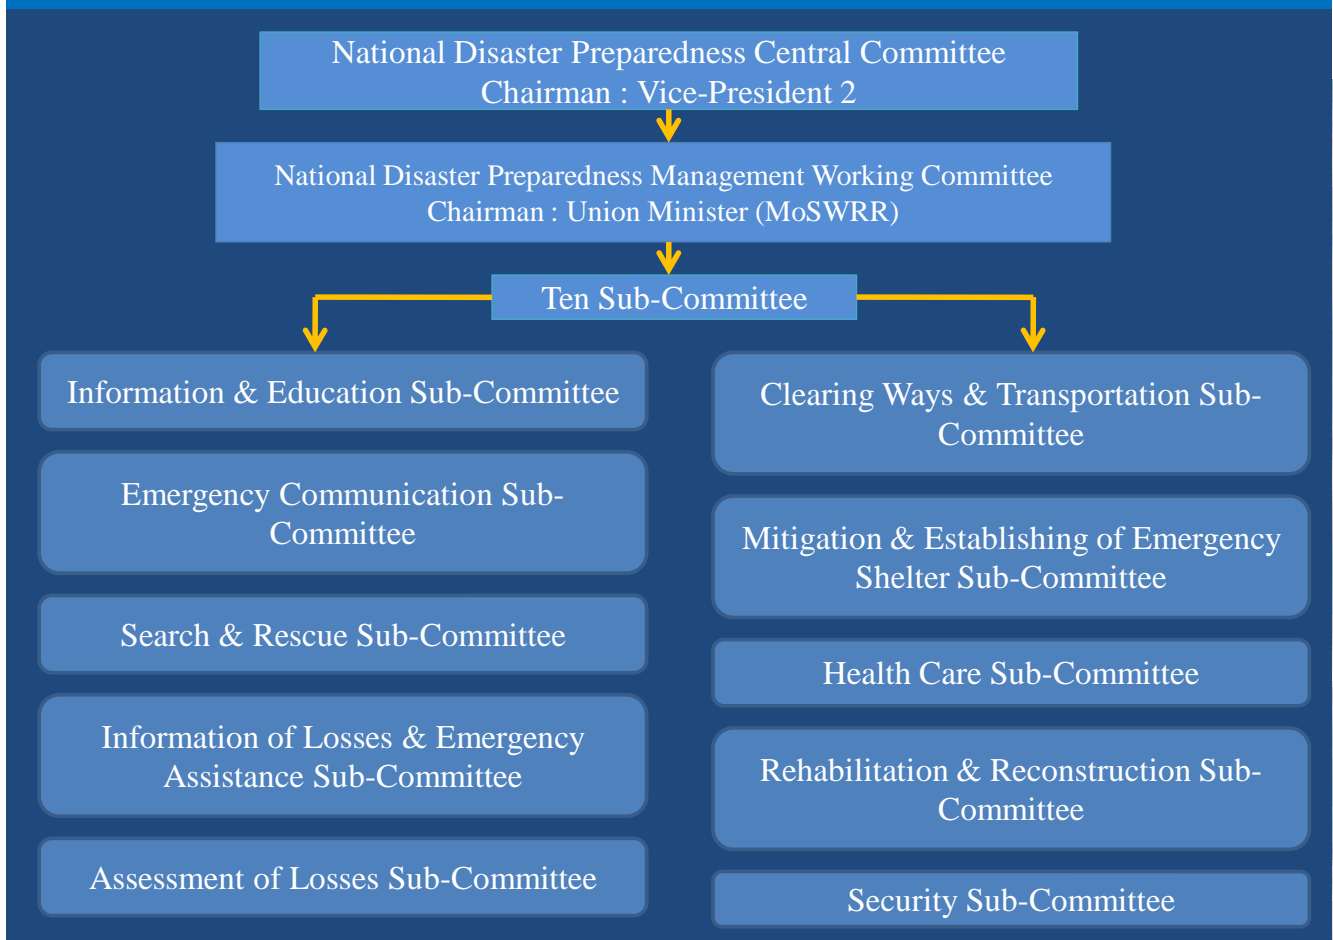 National Disaster Preparedness Central Committee
Chairman : Vice-President 2
National Disaster Preparedness Management Working Committee
Chairman : Union Minister (MoSWRR)
Ten Sub-Committee
Information & Education Sub-Committee
Emergency Communication Sub-
Committee
Search & Rescue Sub-Committee
Information of Losses & Emergency
Assistance Sub-Committee
Assessment of Losses Sub-Committee
Clearing Ways & Transportation Sub-
Committee
Mitigation & Establishing of Emergency
Shelter Sub-Committee
Health Care Sub-Committee
Rehabilitation & Reconstruction Sub-
Committee
Security Sub-Committee